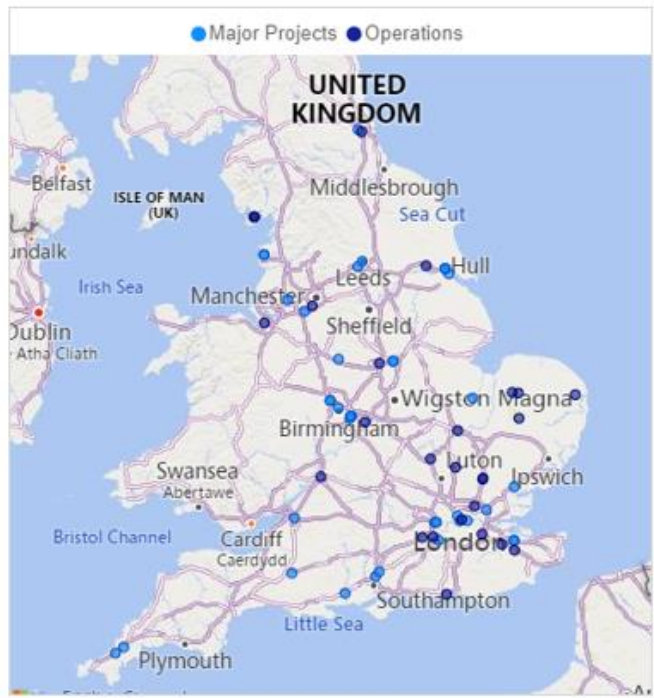 Major Projects Operations
UNITED
KINGDOM
Belfast
Middlesbrough
ISLE OF MAN
(UK)
Sea Cut
undalk
Leeds
Hull
Irish Sea
Manchester
Dublin
Atha Cliath
Sheffield
Wigston Magna
Birmingham
Luton
Swansea
Abertawe
Ipswich
Bristol Channel
Cardiff
Caerdydd
London
Southampton
Little Sea
Plymouth